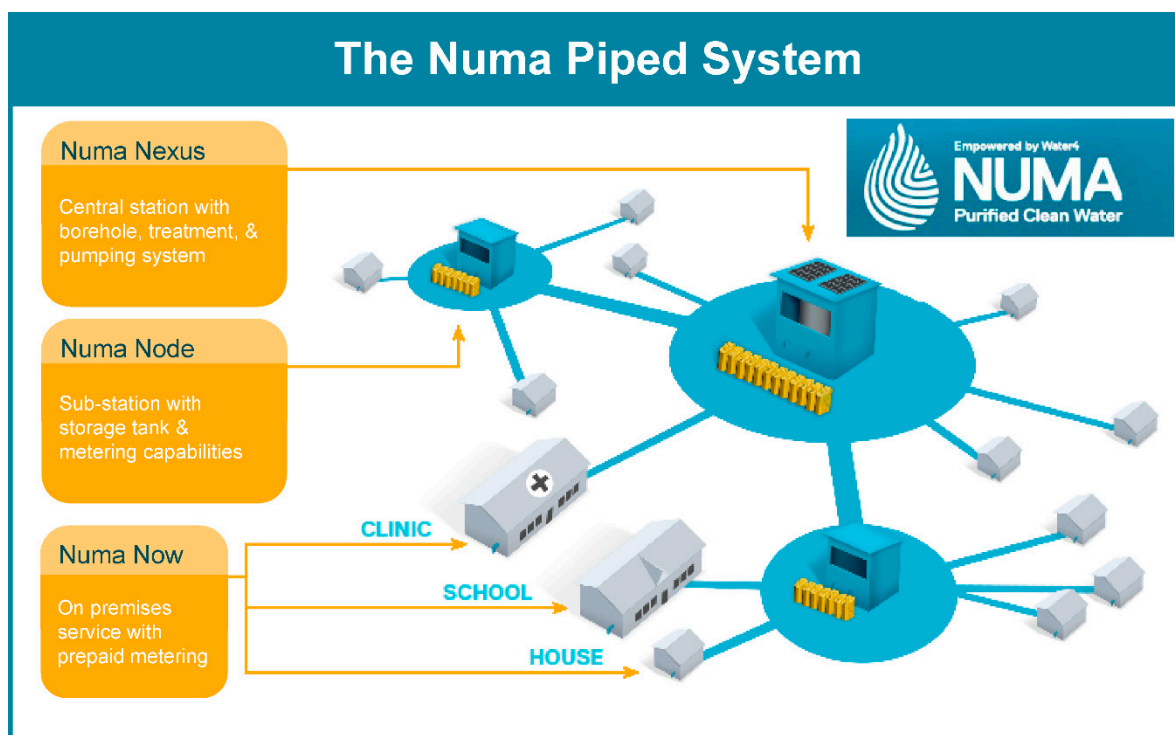 The Numa Piped System
Numa Nexus
Central station with
borehole, treatment, &
pumping system
Empowered by Water4
NUMA
Purified Clean Water
Numa Node
Sub-station with
storage tank &
metering capabilities
Numa Now
On premises
service with
prepaid metering
CLINIC
SCHOOL
HOUSE